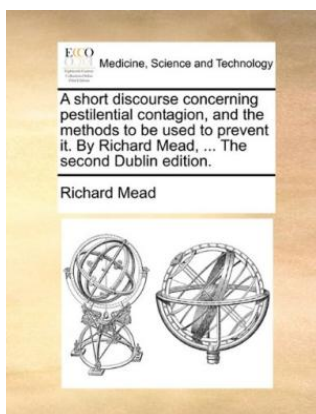 ECCO
Medicine, Science and Technology
A short discourse concerning
pestilential contagion, and the
methods to be used to prevent
it. By Richard Mead, ... The
second Dublin edition.
Richard Mead